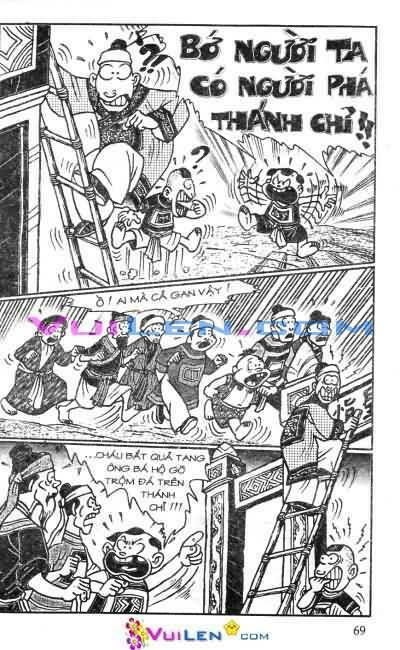 BỚ NGƯỜI TA
CÓ NGƯỜI PHÁ
THÁNH CHỈ !!
?!
?
Ồ ! AI MÀ CẢ GAN VẬY !
VUILEN.COM
...CHÁU BẮT QUẢ TANG
ÔNG BÁ HỘ GỠ
TRỘM ĐÁ TRÊN
THÁNH
CHỈ !!!
69
VUILEN.COM